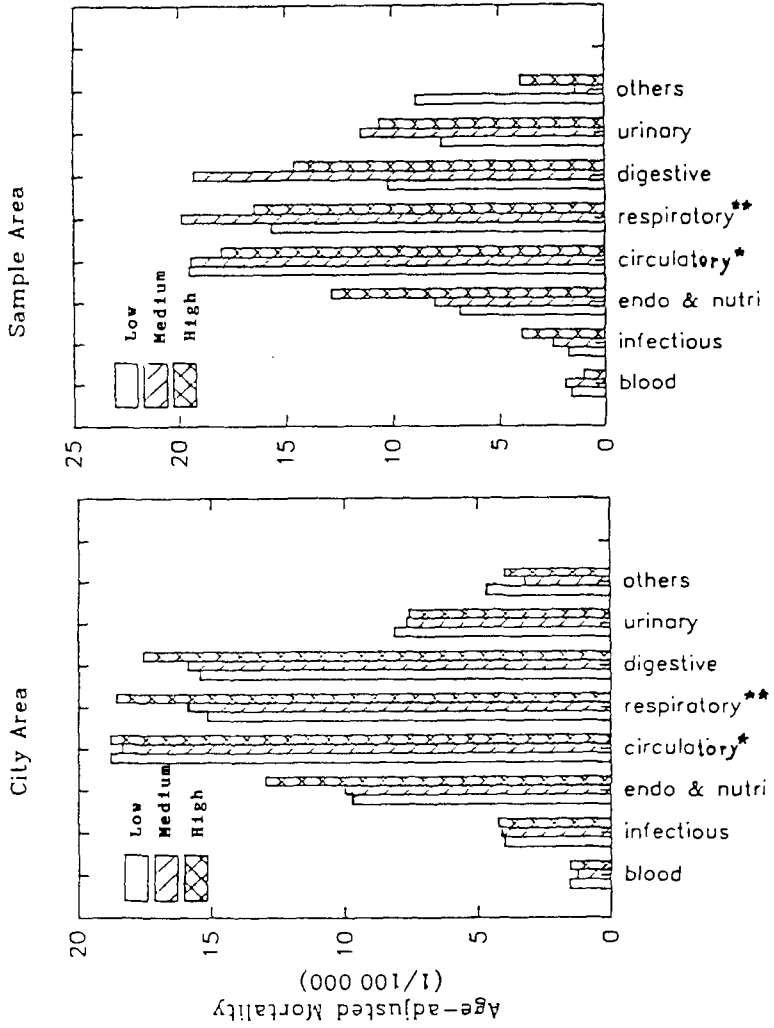 City Area
Age-adjusted Mortality
(1/100 000)
20
15
10
5
0
Low
Medium
High
blood
infectious
endo & nutri
circulatory*
respiratory**
digestive
urinary
others
Sample Area
25
20
15
10
5
0
Low
Medium
High
blood
infectious
endo & nutri
circulatory*
respiratory**
digestive
urinary
others